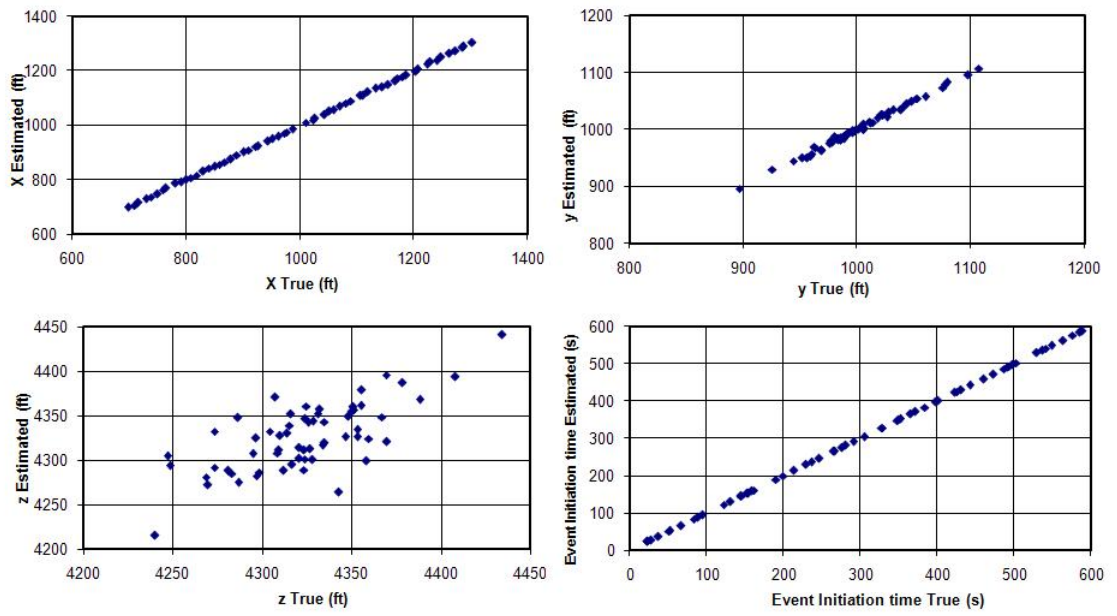 1400
1200
1000
800
600
600 800 1000 1200 1400
X Estimated (ft)
X True (ft)
1200
1100
1000
900
800
800 900 1000 1100 1200
y Estimated (ft)
y True (ft)
4450
4400
4350
4300
4250
4200
4200 4250 4300 4350 4400 4450
z Estimated (ft)
z True (ft)
600
500
400
300
200
100
0
0 100 200 300 400 500 600
Event Initiation time Estimated (s)
Event Initiation time True (s)